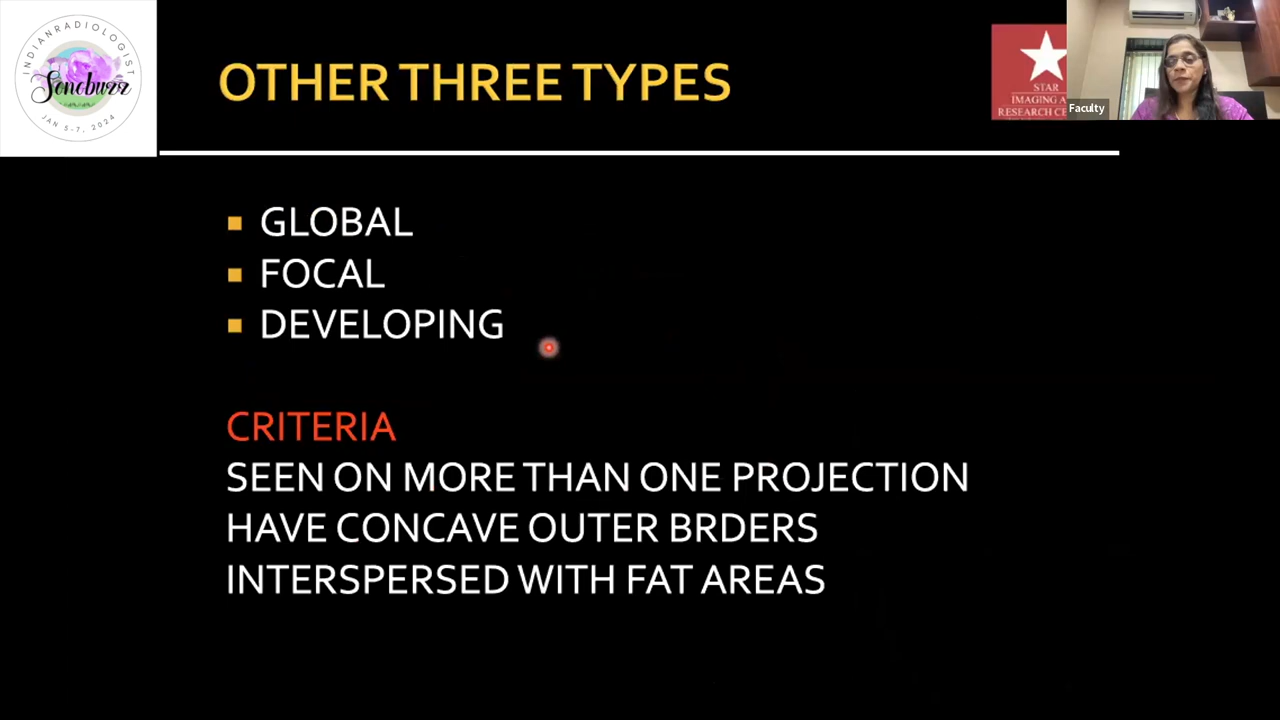 INDIANRADIOLOGIST
Sonobuzz
JAN 5-7, 2024
OTHER THREE TYPES
STAR
IMAGING A
RESEARCH CE
Faculty
GLOBAL
FOCAL
DEVELOPING
CRITERIA
SEEN ON MORE THAN ONE PROJECTION
HAVE CONCAVE OUTER BRDERS
INTERSPERSED WITH FAT AREAS